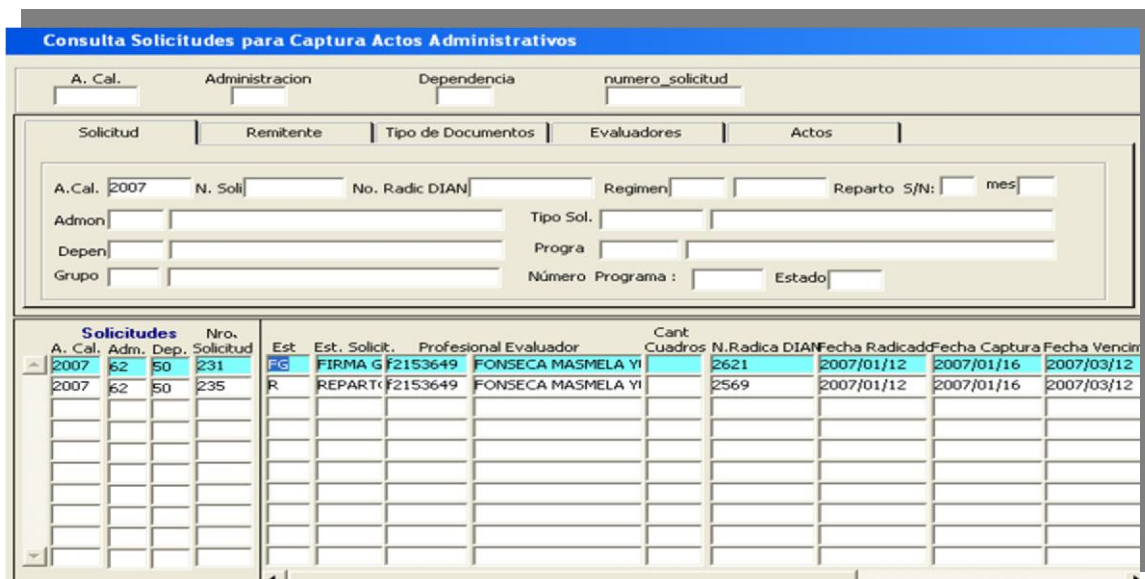 Consulta Solicitudes para Captura Actos Administrativos
A. Cal. Administracion Dependencia numero_solicitud
Solicitud Remitente Tipo de Documentos Evaluadores Actos
A.Cal. 2007 N. Soli No. Radic DIAN Regimen Reparto S/N: mes
Admon Tipo Sol.
Depen Progra
Grupo Número Programa : Estado
Solicitudes Nro. Cant
A. Cal. Adm. Dep. Solicitud Est Est. Solicit. Profesional Evaluador Cuadros N.Radica DIAN Fecha Radicado Fecha Captura Fecha Vencim
2007 62 50 231 FG FIRMA G f2153649 FONSECA MASMELA Y 2621 2007/01/12 2007/01/16 2007/03/12
2007 62 50 235 R REPARTO f2153649 FONSECA MASMELA Y 2569 2007/01/12 2007/01/16 2007/03/12